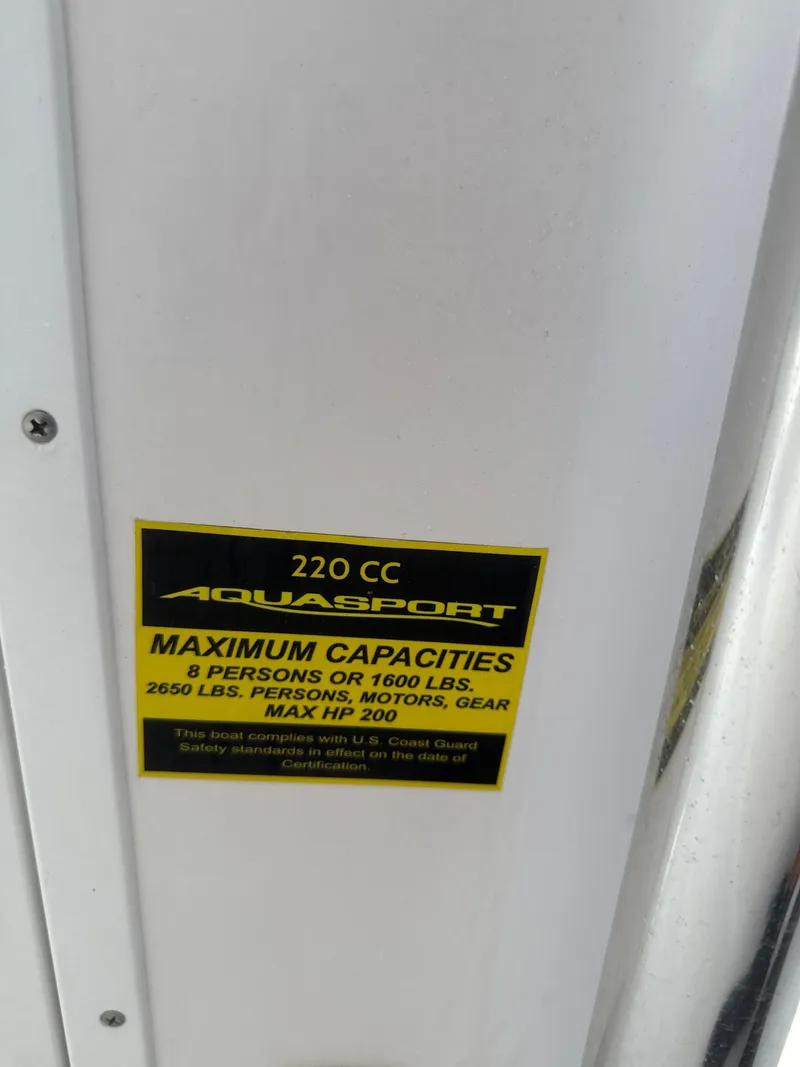 220 CC
AQUASPORT
MAXIMUM CAPACITIES
8 PERSONS OR 1600 LBS.
2650 LBS. PERSONS, MOTORS, GEAR
MAX HP 200
This boat complies with U.S. Coast Guard
Safety standards in effect on the date of
Certification.